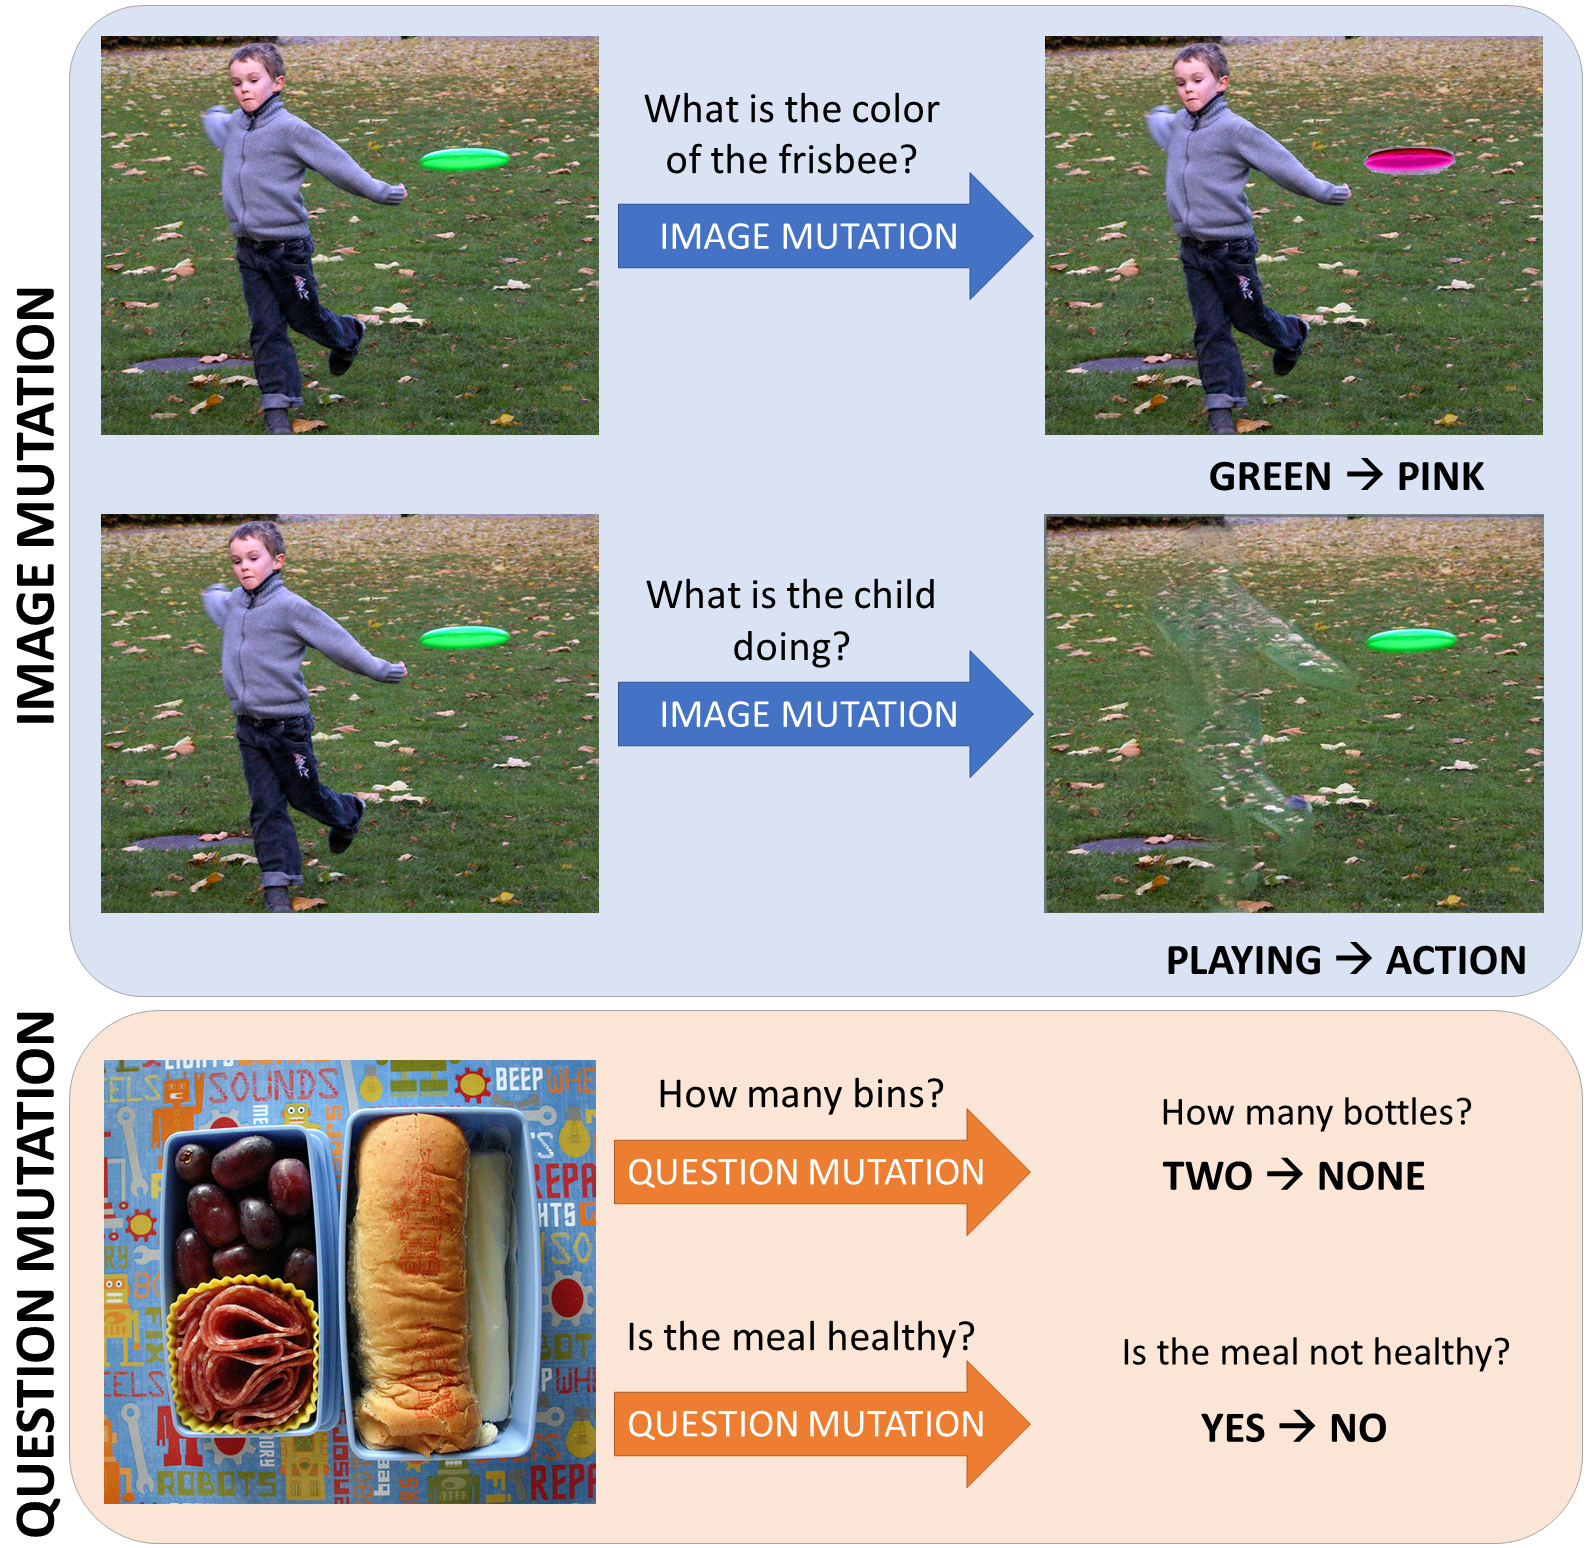 IMAGE MUTATION
What is the color
of the frisbee?
IMAGE MUTATION
GREEN → PINK
What is the child
doing?
IMAGE MUTATION
PLAYING → ACTION
QUESTION MUTATION
SOUNDS
BEEP
REPA
ROBOTS
REPA
How many bins?
QUESTION MUTATION
How many bottles?
TWO → NONE
Is the meal healthy?
QUESTION MUTATION
Is the meal not healthy?
YES → NO